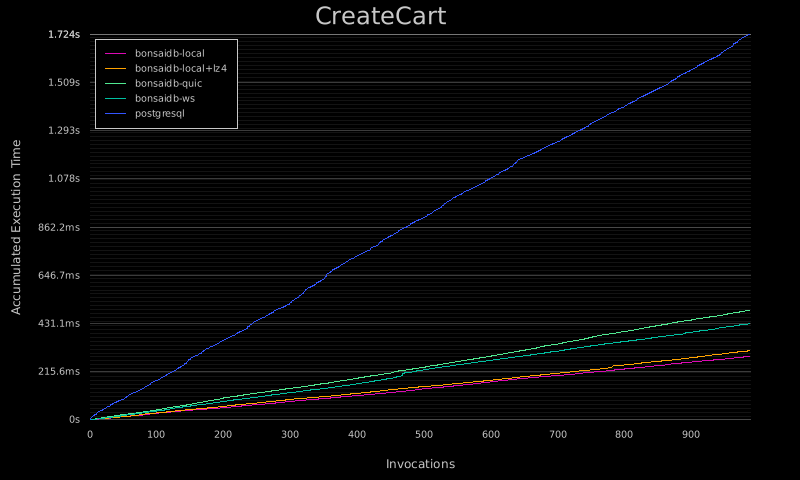 CreateCart
1.724s
bonsaidb-local
bonsaidb-local+lz4
bonsaidb-quic
bonsaidb-ws
postgresql
1.509s
1.293s
1.078s
862.2ms
646.7ms
431.1ms
215.6ms
0s
Accumulated Execution Time
0 100 200 300 400 500 600 700 800 900
Invocations